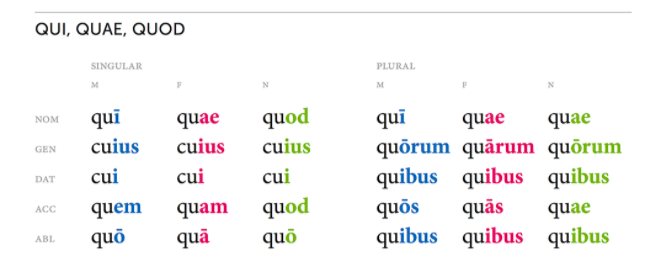 QUI, QUAE, QUOD
SINGULAR PLURAL
M F N M F N
NOM quī quae quod quī quae quae
GEN cuius cuius cuius quōrum quārum quōrum
DAT cui cui cui quibus quibus quibus
ACC quem quam quod quōs quās quae
ABL quō quā quō quibus quibus quibus